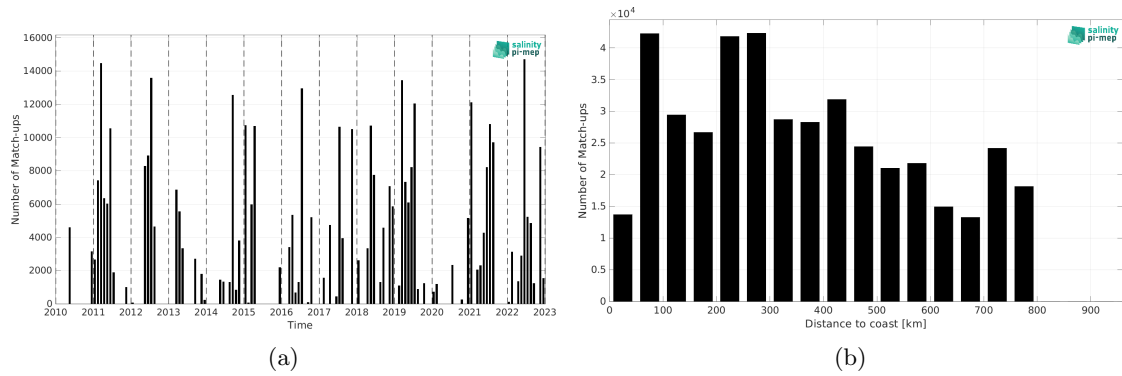 16000
14000
12000
10000
8000
6000
4000
2000
0
Number of Match-ups
2010 2011 2012 2013 2014 2015 2016 2017 2018 2019 2020 2021 2022 2023
Time
salinity
pi-mep
(a)
×10⁴
4
3.5
3
2.5
2
1.5
1
0.5
0
Number of Match-ups
0 100 200 300 400 500 600 700 800 900
Distance to coast [km]
salinity
pi-mep
(b)